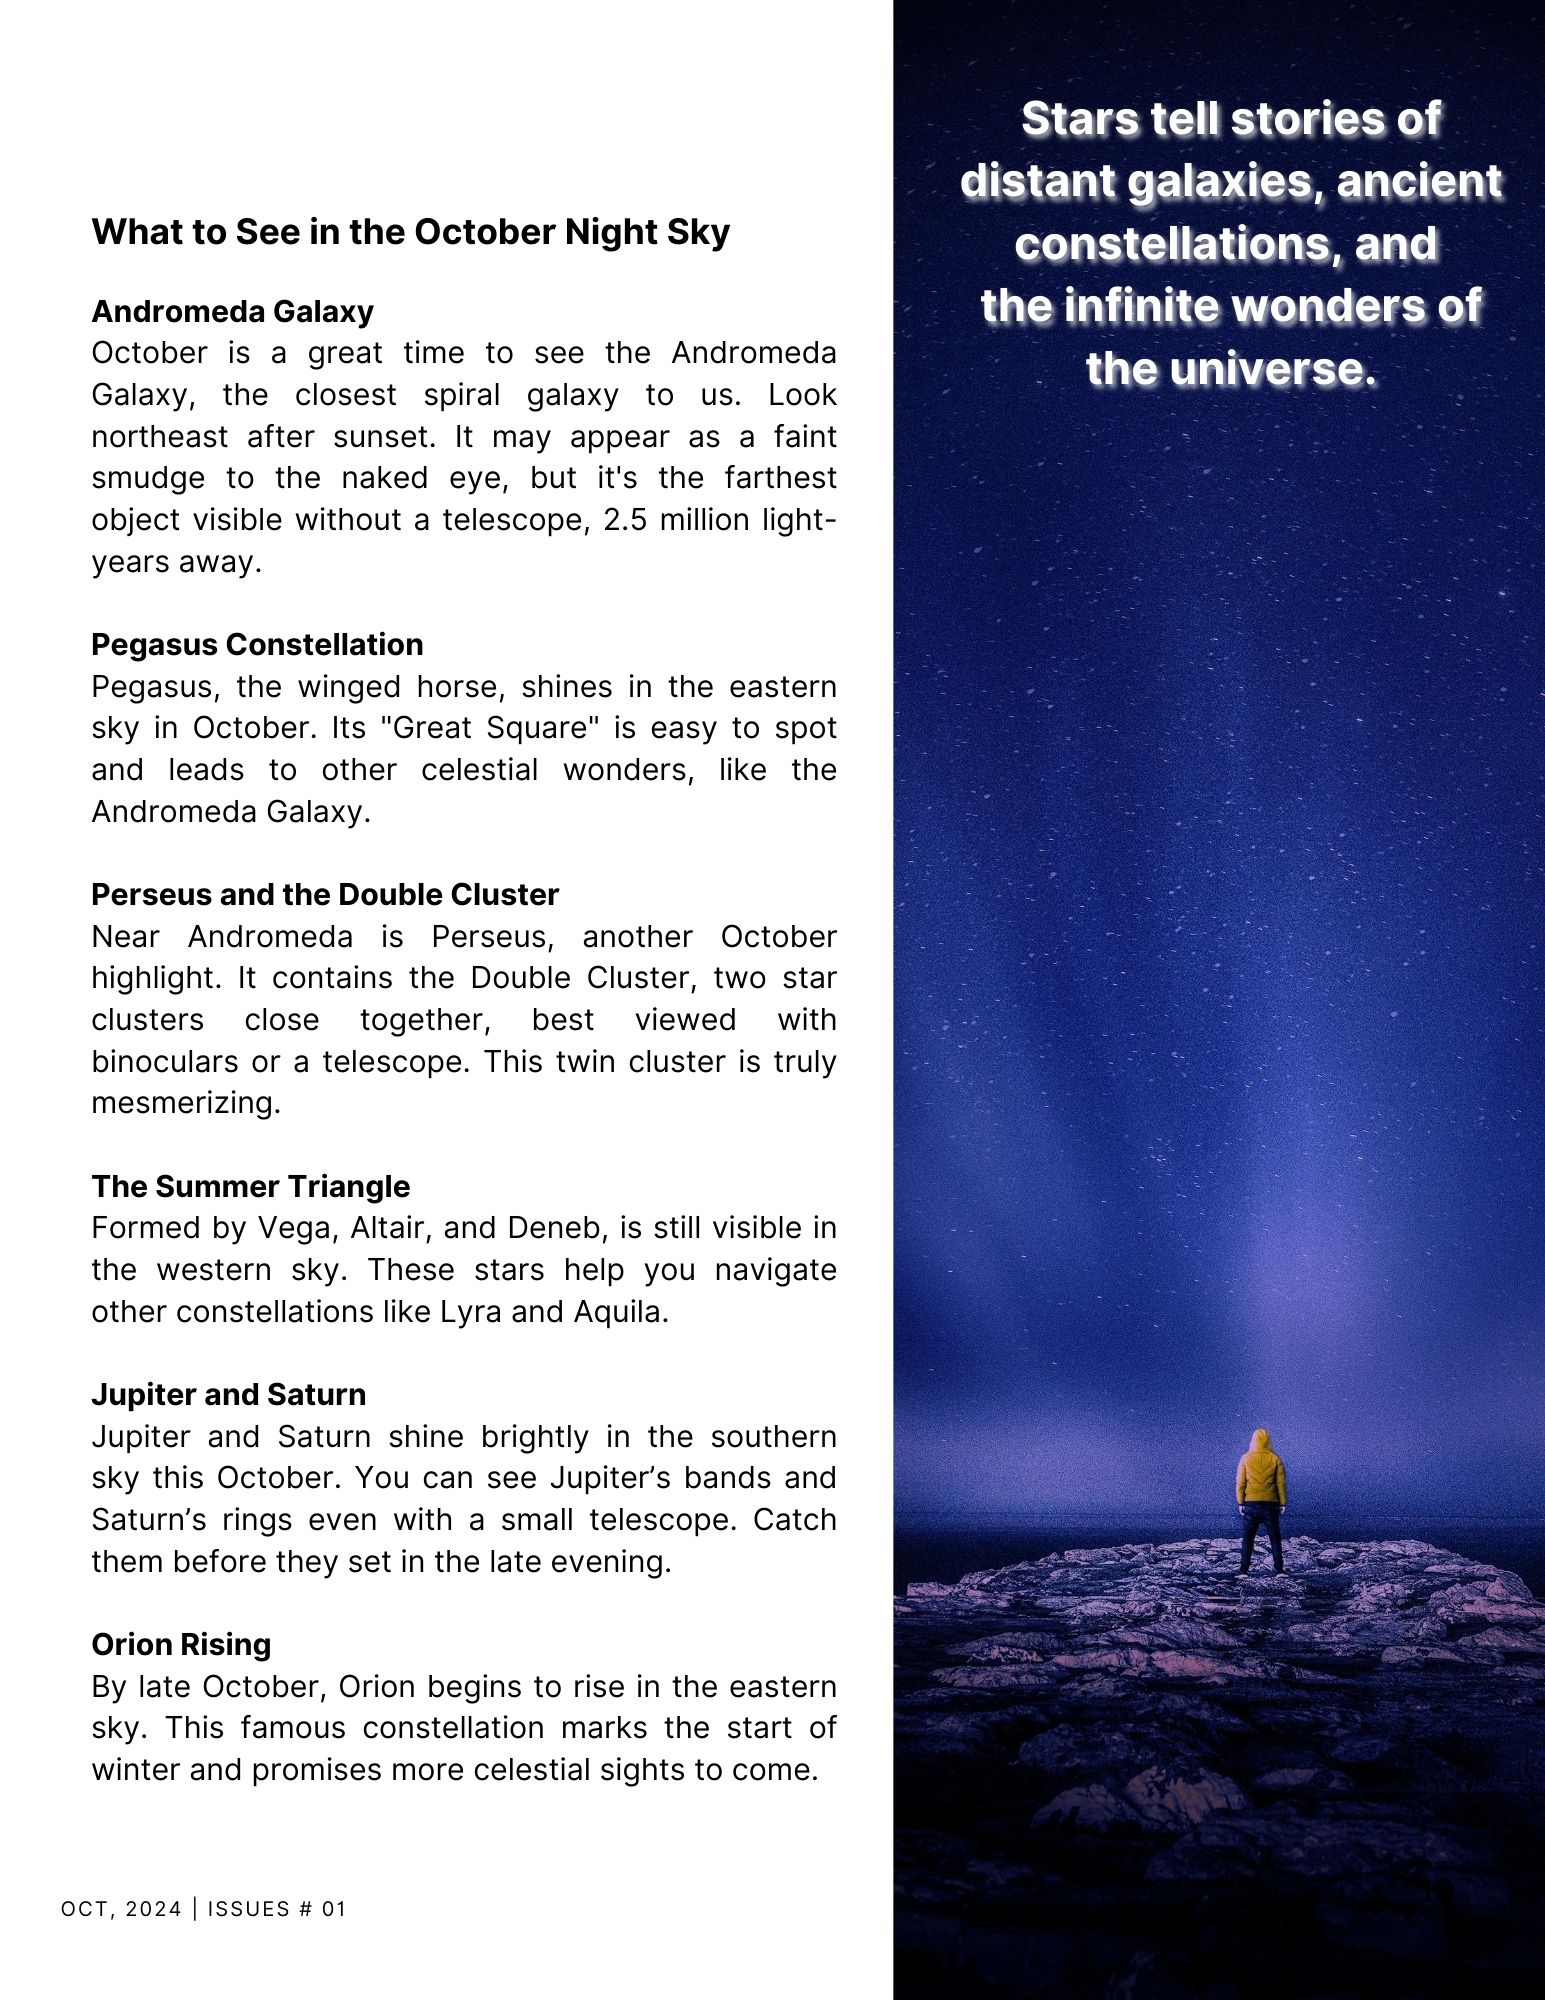 What to See in the October Night Sky
Andromeda Galaxy
October is a great time to see the Andromeda
Galaxy, the closest spiral galaxy to us. Look
northeast after sunset. It may appear as a faint
smudge to the naked eye, but it's the farthest
object visible without a telescope, 2.5 million light-
years away.
Pegasus Constellation
Pegasus, the winged horse, shines in the eastern
sky in October. Its "Great Square" is easy to spot
and leads to other celestial wonders, like the
Andromeda Galaxy.
Perseus and the Double Cluster
Near Andromeda is Perseus, another October
highlight. It contains the Double Cluster, two star
clusters close together, best viewed with
binoculars or a telescope. This twin cluster is truly
mesmerizing.
The Summer Triangle
Formed by Vega, Altair, and Deneb, is still visible in
the western sky. These stars help you navigate
other constellations like Lyra and Aquila.
Jupiter and Saturn
Jupiter and Saturn shine brightly in the southern
sky this October. You can see Jupiter’s bands and
Saturn’s rings even with a small telescope. Catch
them before they set in the late evening.
Orion Rising
By late October, Orion begins to rise in the eastern
sky. This famous constellation marks the start of
winter and promises more celestial sights to come.
OCT, 2024 | ISSUES # 01
Stars tell stories of
distant galaxies, ancient
constellations, and
the infinite wonders of
the universe.